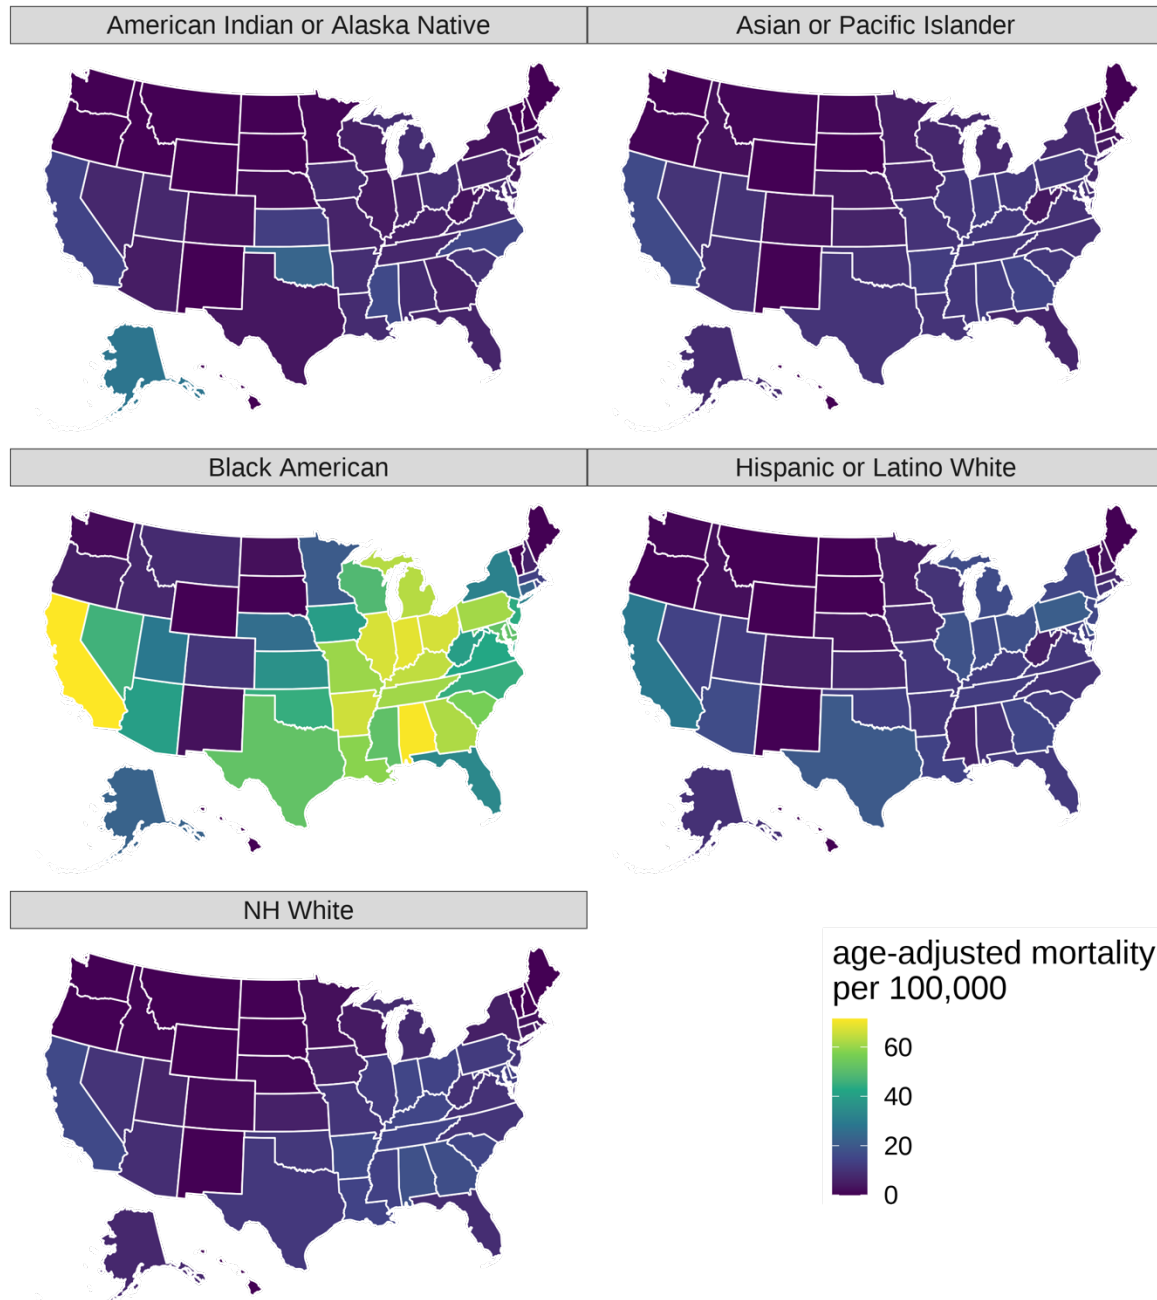 American Indian or Alaska Native
Asian or Pacific Islander
Black American
Hispanic or Latino White
NH White
age-adjusted mortality
per 100,000
60
40
20
0